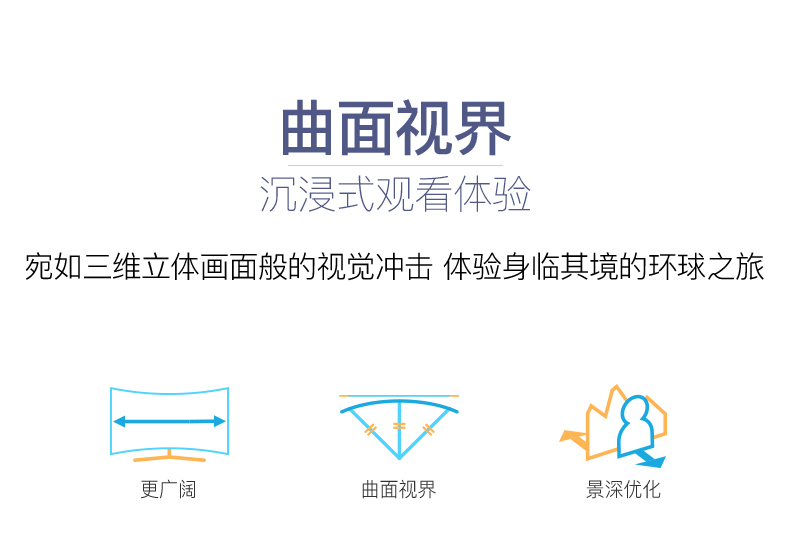 曲面视界
沉浸式观看体验
宛如三维立体画面般的视觉冲击 体验身临其境的环球之旅
更广阔
曲面视界
景深优化